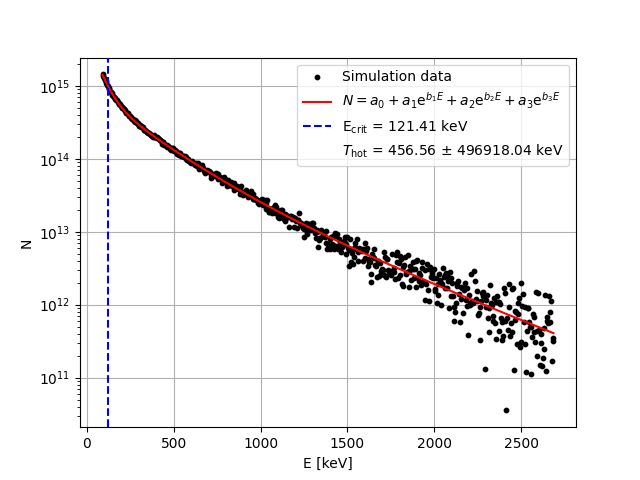 Simulation data
N = a₀ + a₁e^{b₁E} + a₂e^{b₂E} + a₃e^{b₃E}
E_crit = 121.41 keV
T_hot = 456.56 ± 496918.04 keV
10¹⁵
10¹⁴
10¹³
10¹²
10¹¹
N
0 500 1000 1500 2000 2500
E [keV]